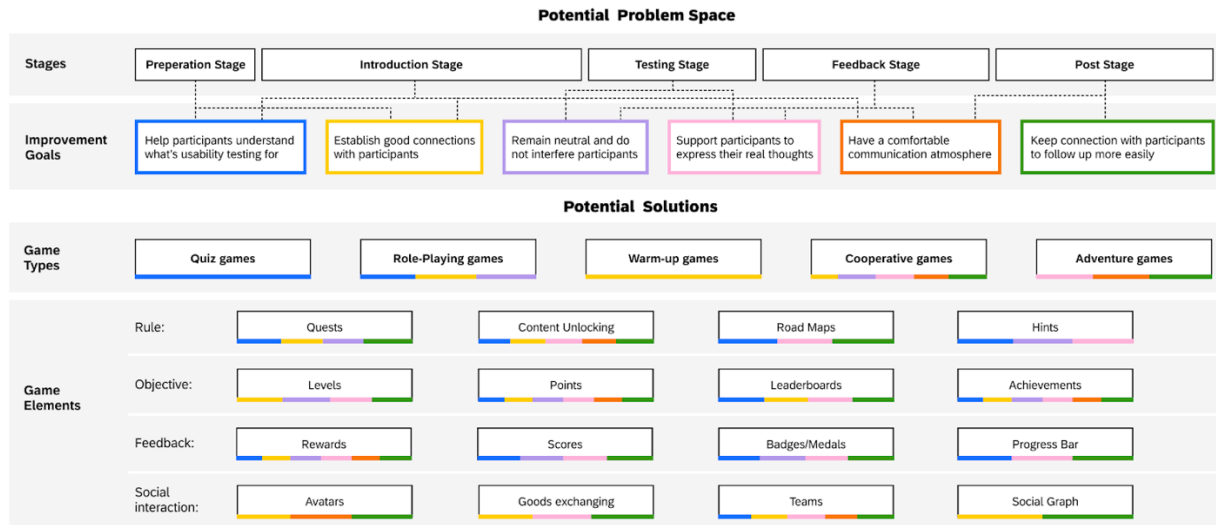 Potential Problem Space
Stages
Preperation Stage
Introduction Stage
Testing Stage
Feedback Stage
Post Stage
Improvement
Goals
Help participants understand
what's usability testing for
Establish good connections
with participants
Remain neutral and do
not interfere participants
Support participants to
express their real thoughts
Have a comfortable
communication atmosphere
Keep connection with participants
to follow up more easily
Potential Solutions
Game
Types
Quiz games
Role-Playing games
Warm-up games
Cooperative games
Adventure games
Game
Elements
Rule:
Quests
Content Unlocking
Road Maps
Hints
Objective:
Levels
Points
Leaderboards
Achievements
Feedback:
Rewards
Scores
Badges/Medals
Progress Bar
Social
interaction:
Avatars
Goods exchanging
Teams
Social Graph